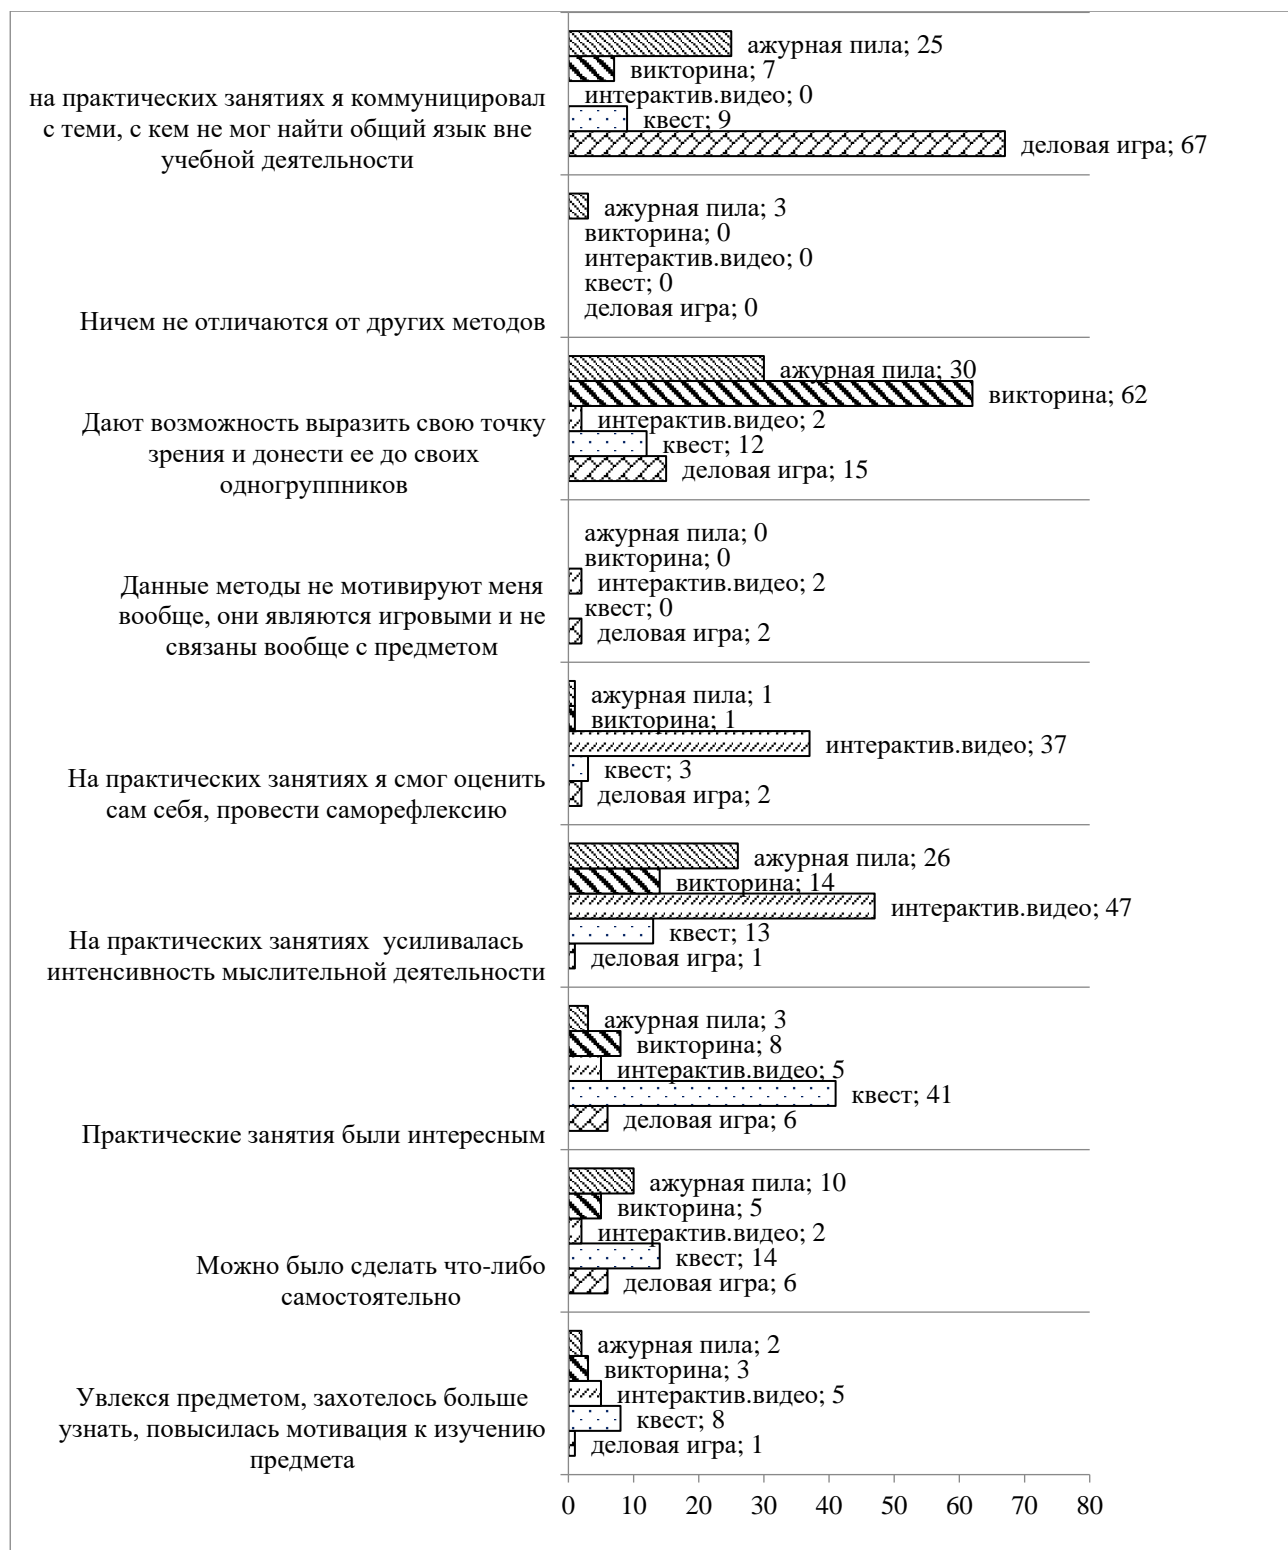 ажурная пила; 25
викторина; 7
интерактив.видео; 0
квест; 9
деловая игра; 67
на практических занятиях я коммуницировал
с теми, с кем не мог найти общий язык вне
учебной деятельности
ажурная пила; 3
викторина; 0
интерактив.видео; 0
квест; 0
деловая игра; 0
Ничем не отличаются от других методов
ажурная пила; 30
викторина; 62
интерактив.видео; 2
квест; 12
деловая игра; 15
Дают возможность выразить свою точку
зрения и донести ее до своих
одногруппников
ажурная пила; 0
викторина; 0
интерактив.видео; 2
квест; 0
деловая игра; 2
Данные методы не мотивируют меня
вообще, они являются игровыми и не
связаны вообще с предметом
ажурная пила; 1
викторина; 1
интерактив.видео; 37
квест; 3
деловая игра; 2
На практических занятиях я смог оценить
сам себя, провести саморефлексию
ажурная пила; 26
викторина; 14
интерактив.видео; 47
квест; 13
деловая игра; 1
На практических занятиях усиливалась
интенсивность мыслительной деятельности
ажурная пила; 3
викторина; 8
интерактив.видео; 5
квест; 41
деловая игра; 6
Практические занятия были интересным
ажурная пила; 10
викторина; 5
интерактив.видео; 2
квест; 14
деловая игра; 6
Можно было сделать что-либо
самостоятельно
ажурная пила; 2
викторина; 3
интерактив.видео; 5
квест; 8
деловая игра; 1
Увлекся предметом, захотелось больше
узнать, повысилась мотивация к изучению
предмета
0 10 20 30 40 50 60 70 80